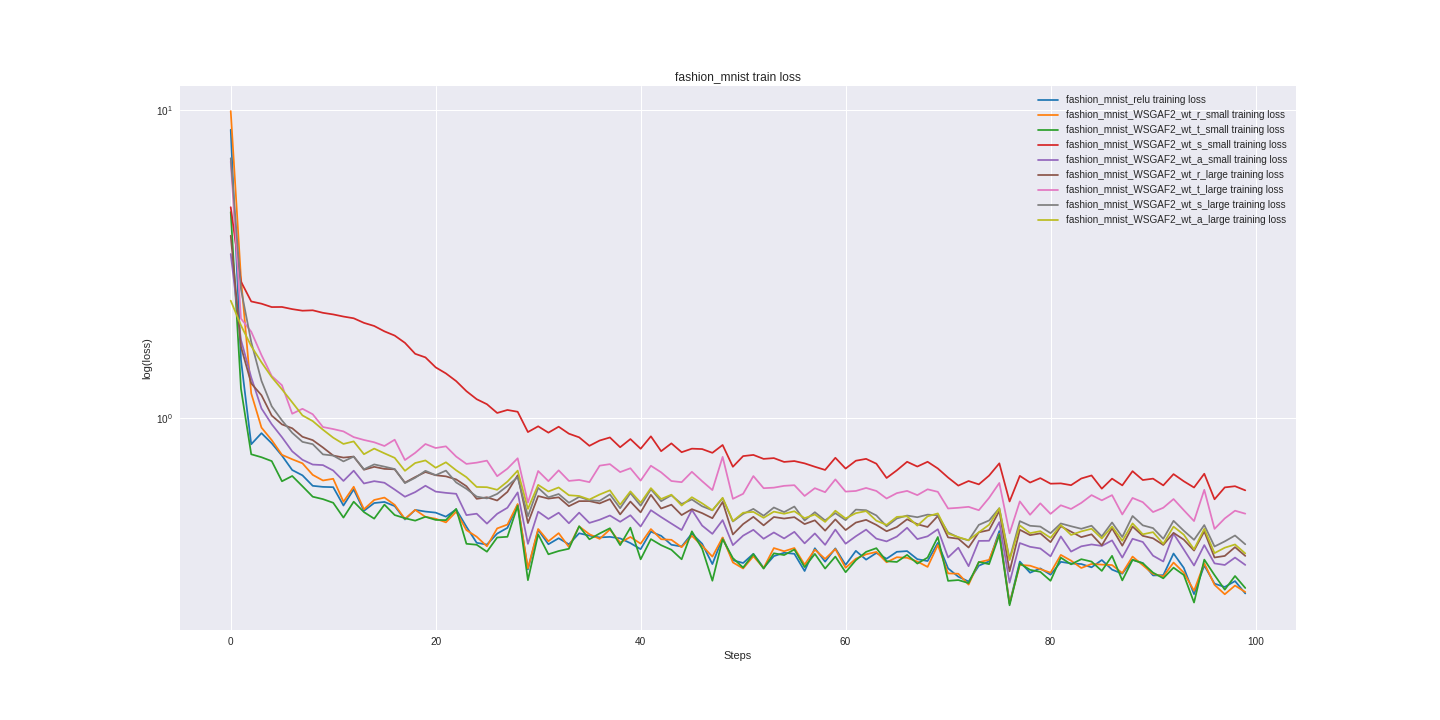 fashion_mnist train loss
10¹
10⁰
log(loss)
fashion_mnist_relu training loss
fashion_mnist_WSGAF2_wt_r_small training loss
fashion_mnist_WSGAF2_wt_t_small training loss
fashion_mnist_WSGAF2_wt_s_small training loss
fashion_mnist_WSGAF2_wt_a_small training loss
fashion_mnist_WSGAF2_wt_r_large training loss
fashion_mnist_WSGAF2_wt_t_large training loss
fashion_mnist_WSGAF2_wt_s_large training loss
fashion_mnist_WSGAF2_wt_a_large training loss
0 20 40 60 80 100
Steps